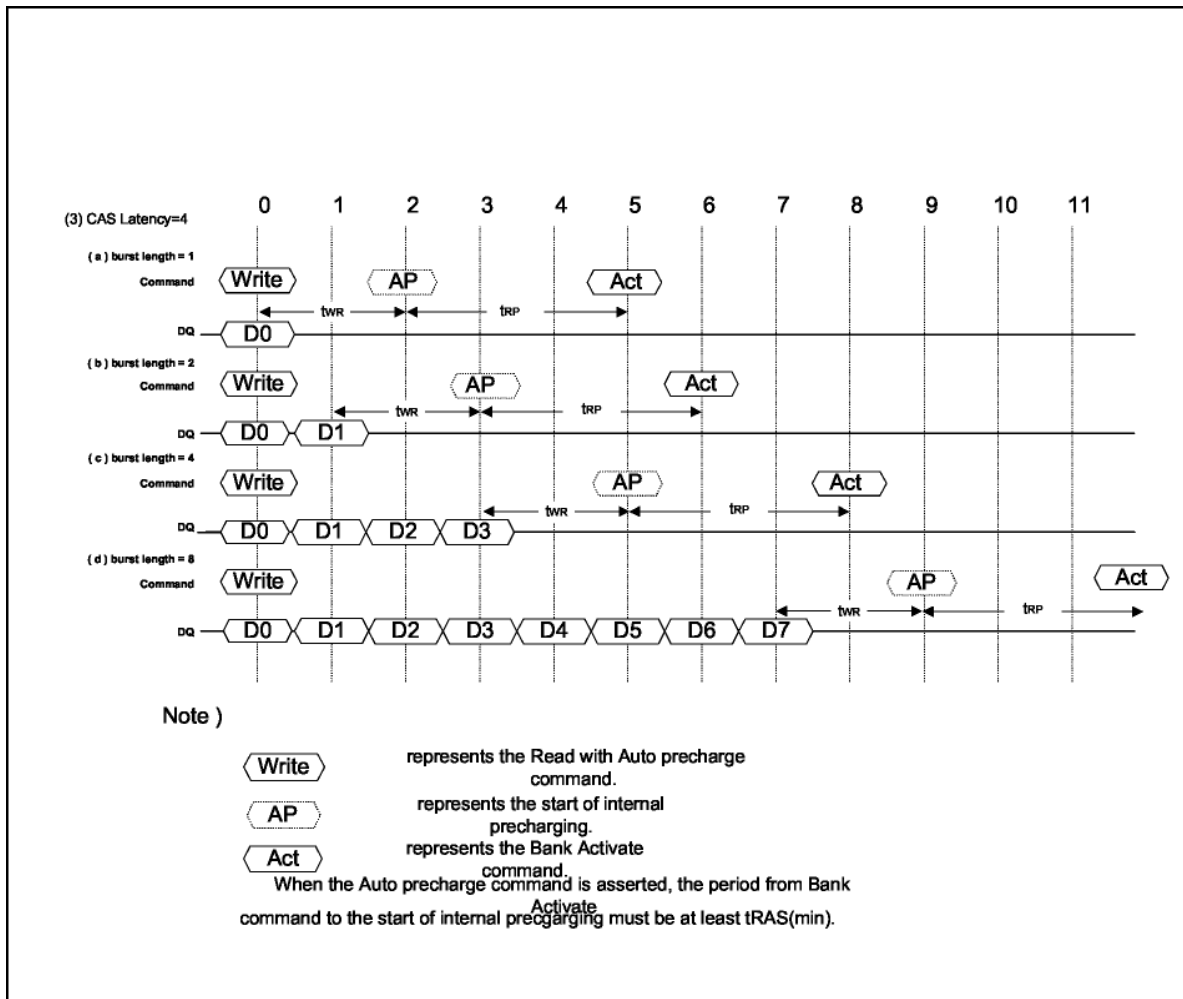 0 1 2 3 4 5 6 7 8 9 10 11
(3) CAS Latency=4
( a ) burst length = 1
Command Write AP Act
tWR tRP
DQ D0
( b ) burst length = 2
Command Write AP Act
tWR tRP
DQ D0 D1
( c ) burst length = 4
Command Write AP Act
tWR tRP
DQ D0 D1 D2 D3
( d ) burst length = 8
Command Write AP Act
tWR tRP
DQ D0 D1 D2 D3 D4 D5 D6 D7
Note )
Write represents the Read with Auto precharge
command.
AP represents the start of internal
precharging.
Act represents the Bank Activate
command.
When the Auto precharge command is asserted, the period from Bank
Activate
command to the start of internal precgarging must be at least tRAS(min).